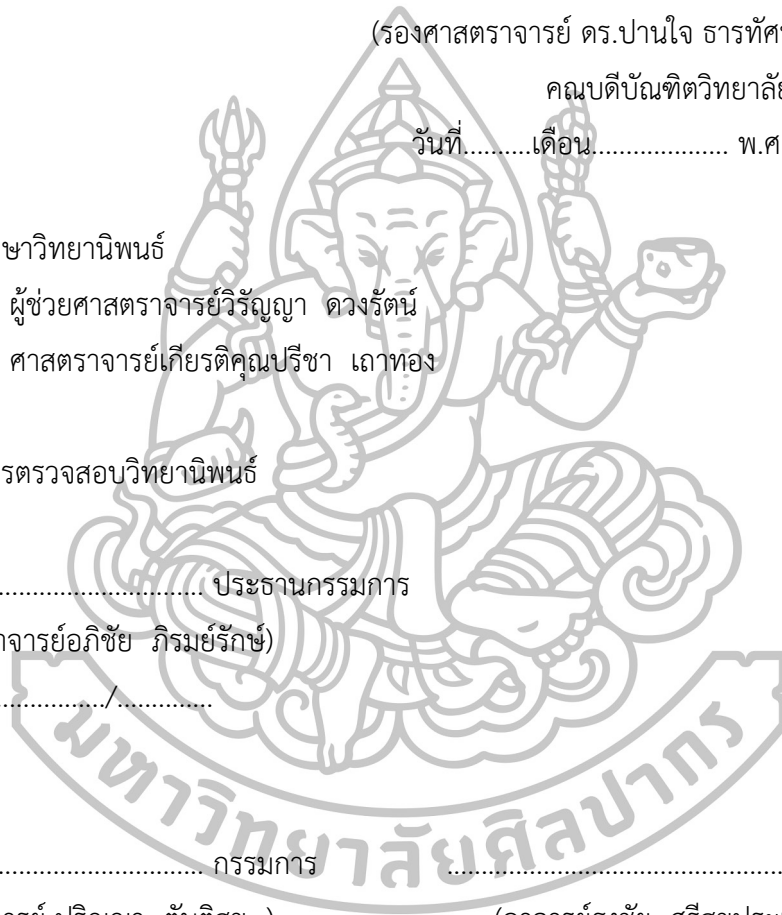 (รองศาสตราจารย์ ดร.ปานใจ ธารทัศ
คณบดีบัณฑิตวิทยาลัย
วันที่..........เดือน.................... พ.ศ
ษาวิทยานิพนธ์
ผู้ช่วยศาสตราจารย์วิรัญญา ดวงรัตน์
ศาสตราจารย์เกียรติคุณปรีชา เถาทอง
รตรวจสอบวิทยานิพนธ์
.............................. ประธานกรรมการ
าจารย์อภิชัย ภิรมย์รักษ์)
................/..............
มหาวิทยาลัยศิลปากร
.............................. กรรมการ ..................................................